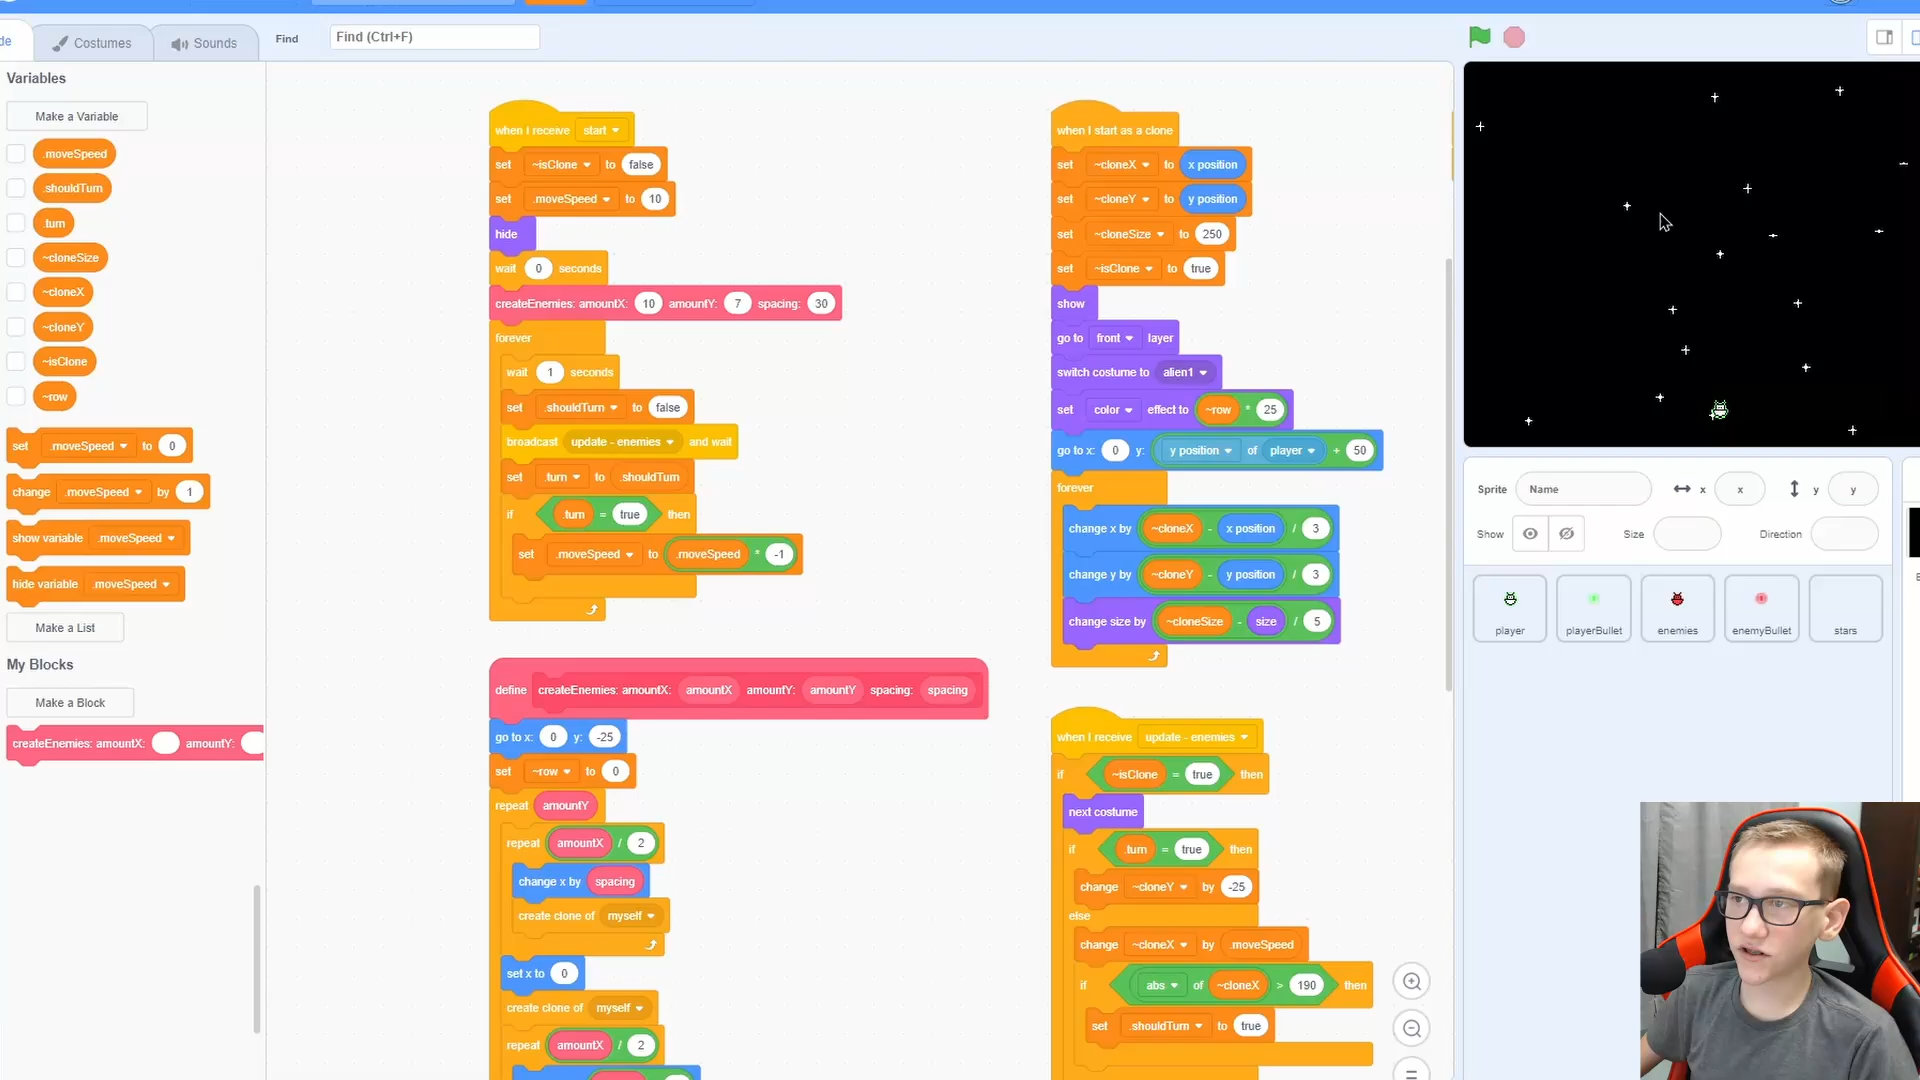 de
Costumes
Sounds
Find
Find (Ctrl+F)
Variables
Make a Variable
.moveSpeed
.shouldTurn
.turn
~cloneSize
~cloneX
~cloneY
~isClone
~row
set .moveSpeed to 0
change .moveSpeed by 1
show variable .moveSpeed
hide variable .moveSpeed
Make a List
My Blocks
Make a Block
createEnemies: amountX: amountY:
when I receive start
set ~isClone to false
set .moveSpeed to 10
hide
wait 0 seconds
createEnemies: amountX: 10 amountY: 7 spacing: 30
forever
wait 1 seconds
set .shouldTurn to false
broadcast update - enemies and wait
set .turn to .shouldTurn
if .turn = true then
set .moveSpeed to .moveSpeed * -1
define createEnemies: amountX: amountX amountY: amountY spacing: spacing
go to x: 0 y: -25
set ~row to 0
repeat amountY
repeat amountX / 2
change x by spacing
create clone of myself
set x to 0
create clone of myself
repeat amountX / 2
when I start as a clone
set ~cloneX to x position
set ~cloneY to y position
set ~cloneSize to 250
set ~isClone to true
show
go to front layer
switch costume to alien1
set color effect to ~row * 25
go to x: 0 y: y position of player + 50
forever
change x by ~cloneX - x position / 3
change y by ~cloneY - y position / 3
change size by ~cloneSize - size / 5
when I receive update - enemies
if ~isClone = true then
next costume
if .turn = true then
change ~cloneY by -25
else
change ~cloneX by .moveSpeed
if abs of ~cloneX > 190 then
set .shouldTurn to true
Sprite Name x x y y
Show Size Direction
player
playerBullet
enemies
enemyBullet
stars